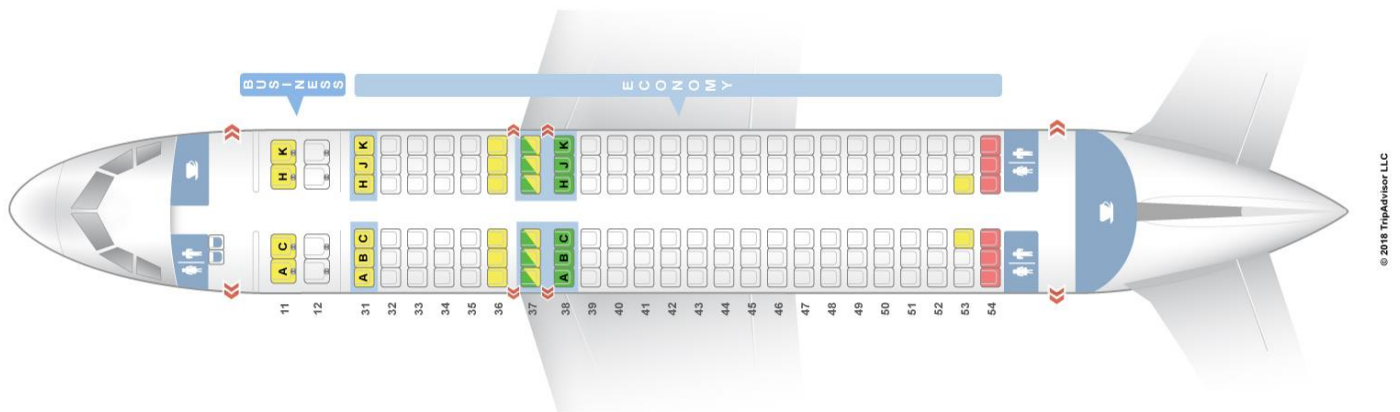 BUSINESS
ECONOMY
K K K
H J J
H H
C C C
A B B
A A
11 12 31 32 33 34 35 36 37 38 39 40 41 42 43 44 45 46 47 48 49 50 51 52 53 54
© 2018 TripAdvisor LLC